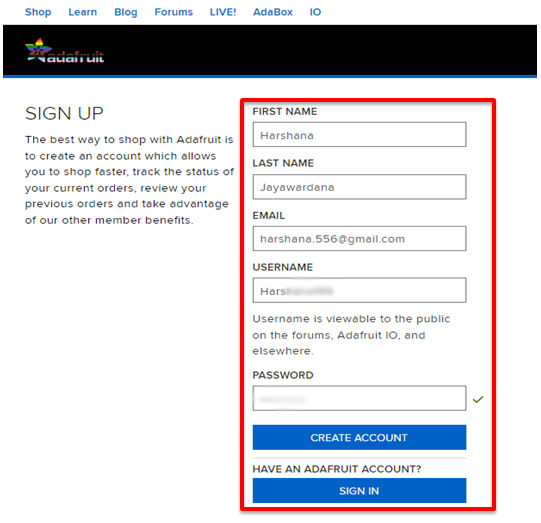 Shop Learn Blog Forums LIVE! AdaBox IO
adafruit
SIGN UP
The best way to shop with Adafruit is
to create an account which allows
you to shop faster, track the status of
your current orders, review your
previous orders and take advantage
of our other member benefits.
FIRST NAME
Harshana
LAST NAME
Jayawardana
EMAIL
harshana.556@gmail.com
USERNAME
Username is viewable to the public
on the forums, Adafruit IO, and
elsewhere.
PASSWORD
CREATE ACCOUNT
HAVE AN ADAFRUIT ACCOUNT?
SIGN IN